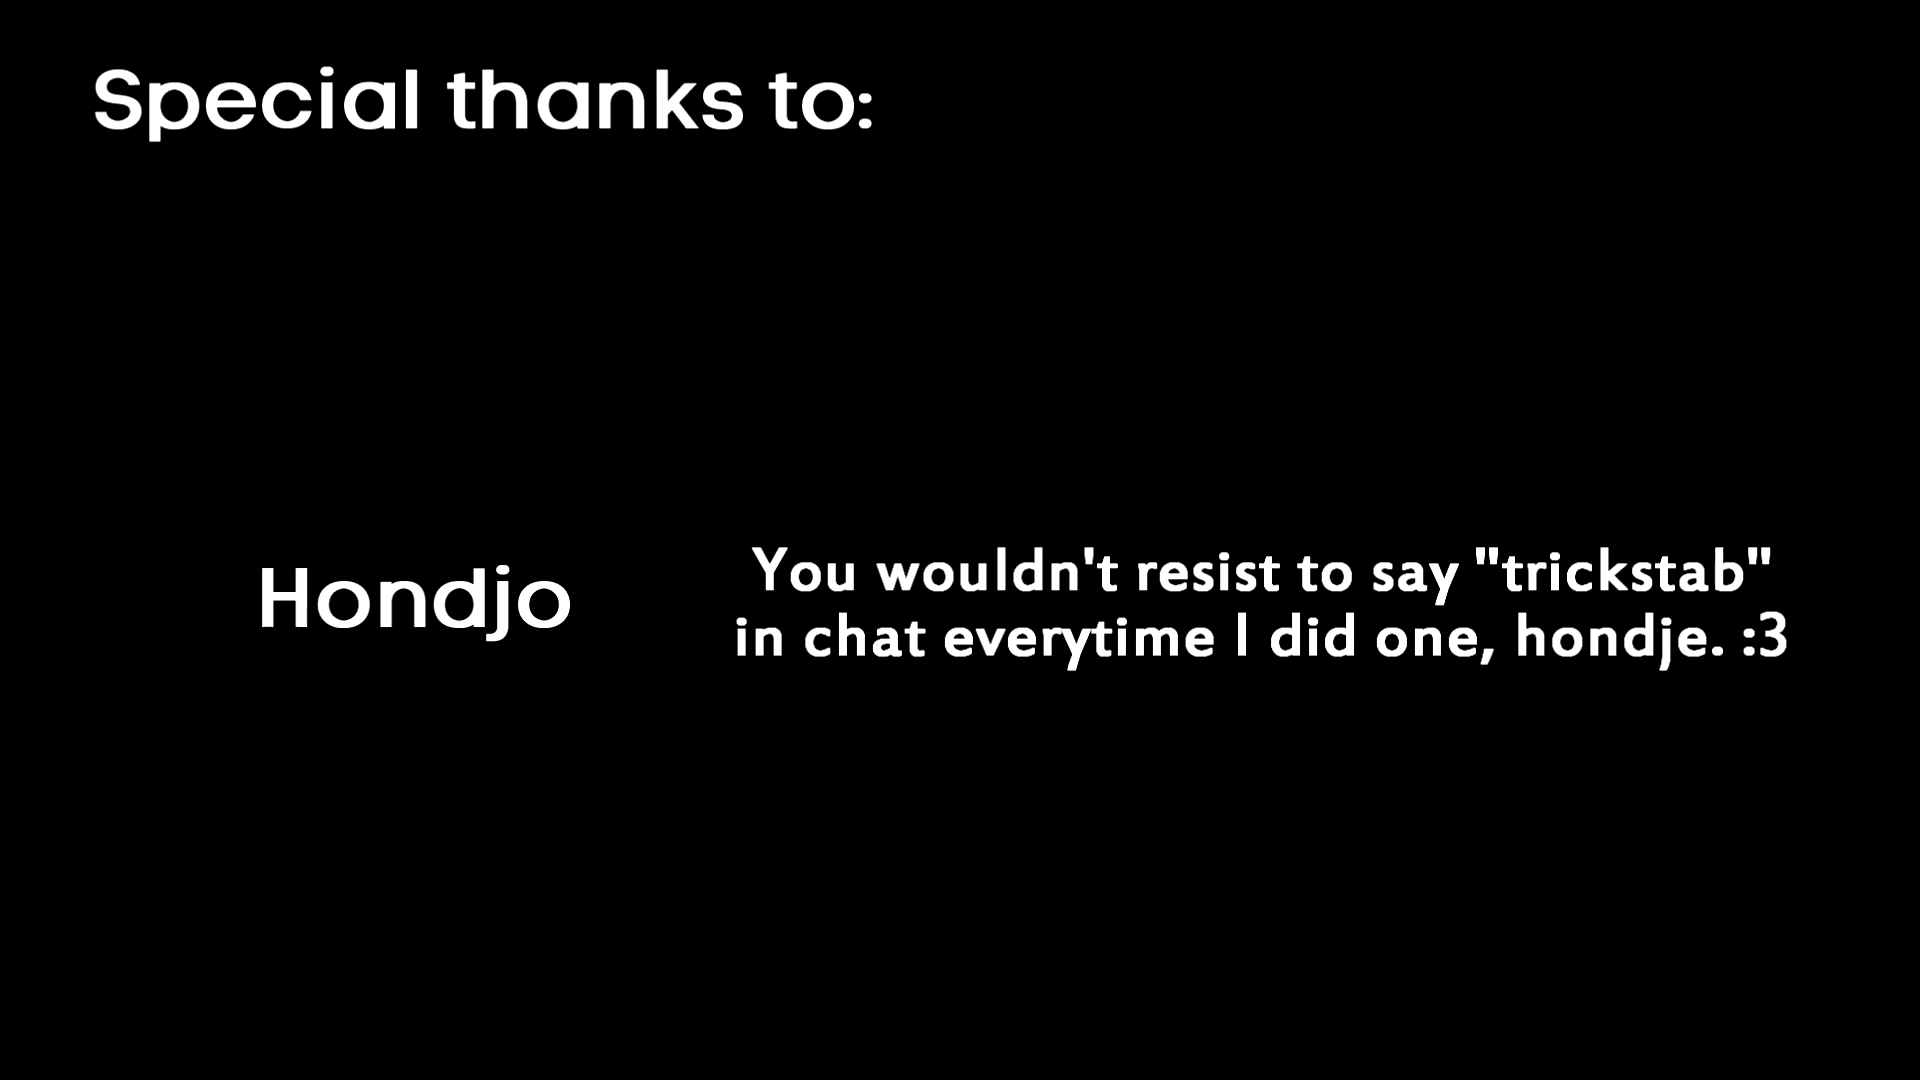 Special thanks to:
Hondjo
You wouldn't resist to say "trickstab"
in chat everytime I did one, hondje. :3